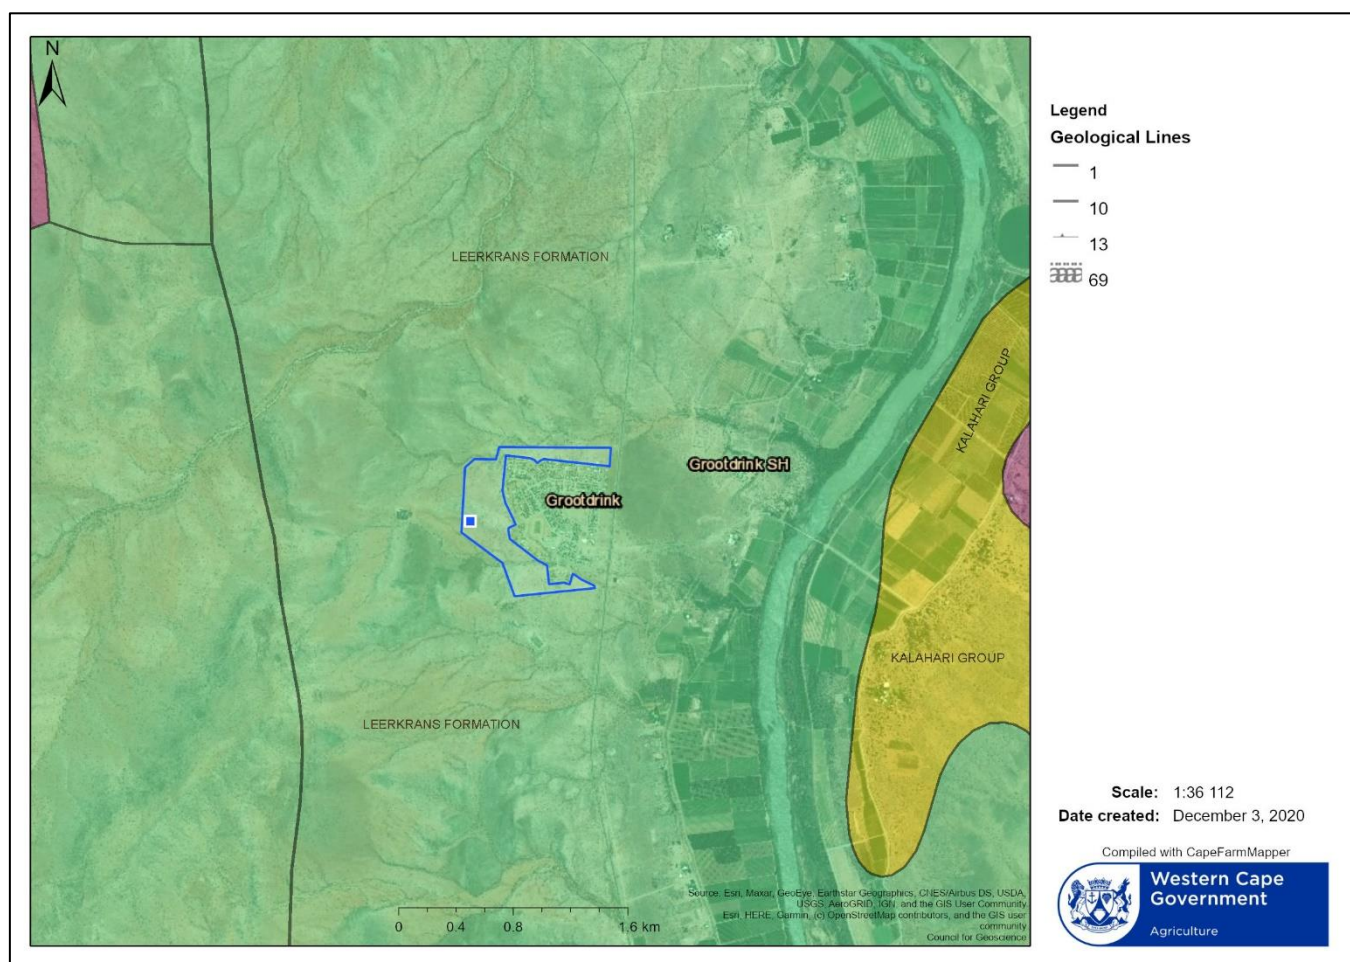 N
LEERKRANS FORMATION
Grootdrink SH
Grootdrink
KALAHARI GROUP
KALAHARI GROUP
LEERKRANS FORMATION
Source: Esri, Maxar, GeoEye, Earthstar Geographics, CNES/Airbus DS, USDA,
USGS, AeroGRID, IGN, and the GIS User Community
Esri, HERE, Garmin, (c) OpenStreetMap contributors, and the GIS user
community
Council for Geoscience
0 0.4 0.8 1.6 km
Legend
Geological Lines
1
10
13
69
Scale: 1:36 112
Date created: December 3, 2020
Compiled with CapeFarmMapper
Western Cape
Government
Agriculture